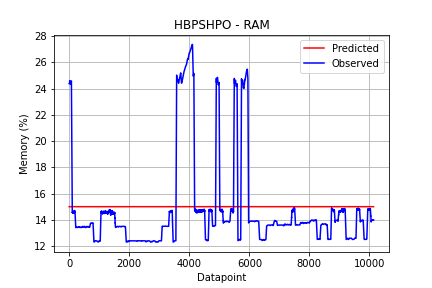 HBPSHPO - RAM
28
26
24
22
20
18
16
14
12
Memory (%)
Predicted
Observed
0 2000 4000 6000 8000 10000
Datapoint